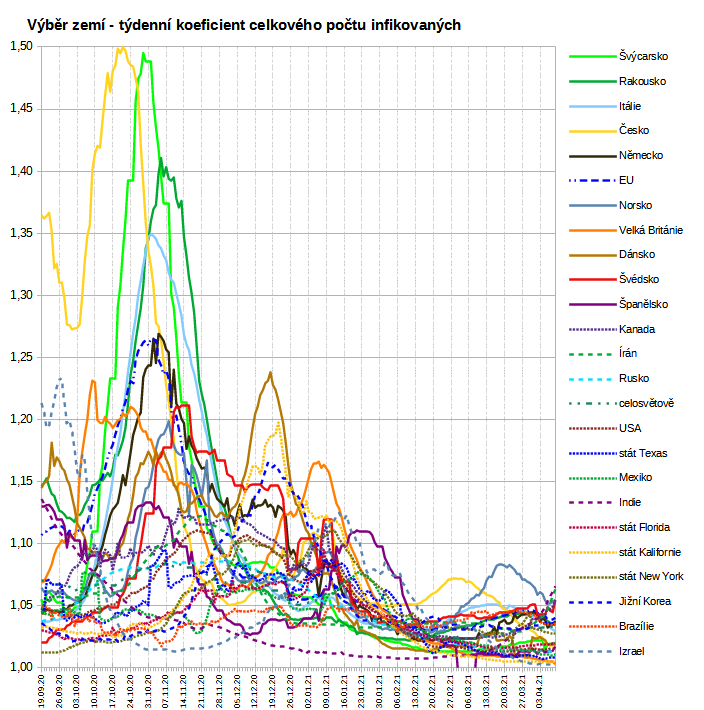 Výběr zemí - týdenní koeficient celkového počtu infikovaných
1,50
1,45
1,40
1,35
1,30
1,25
1,20
1,15
1,10
1,05
1,00
19.09.20
26.09.20
03.10.20
10.10.20
17.10.20
24.10.20
31.10.20
07.11.20
14.11.20
21.11.20
28.11.20
05.12.20
12.12.20
19.12.20
26.12.20
02.01.21
09.01.21
16.01.21
23.01.21
30.01.21
06.02.21
13.02.21
20.02.21
27.02.21
06.03.21
13.03.21
20.03.21
27.03.21
03.04.21
Švýcarsko
Rakousko
Itálie
Česko
Německo
EU
Norsko
Velká Británie
Dánsko
Švédsko
Španělsko
Kanada
Írán
Rusko
celosvětově
USA
stát Texas
Mexiko
Indie
stát Florida
stát Kalifornie
stát New York
Jižní Korea
Brazílie
Izrael